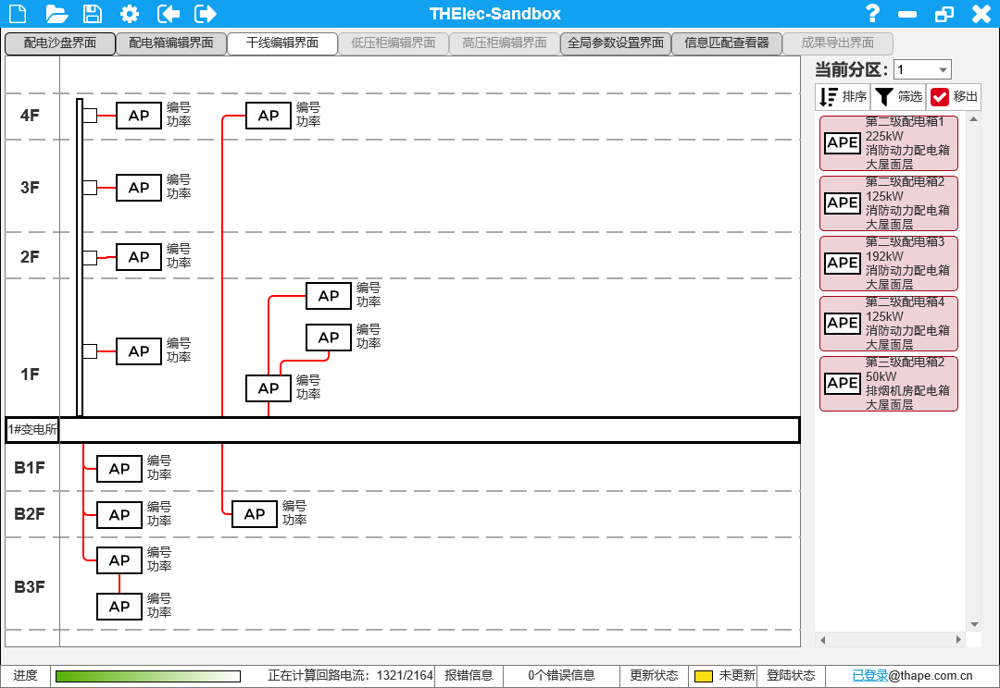 THElec-Sandbox
?
配电沙盘界面 配电箱编辑界面 干线编辑界面 低压柜编辑界面 高压柜编辑界面 全局参数设置界面 信息匹配查看器 成果导出界面
当前分区： 1
排序 筛选 移出
4F
AP 编号
功率
AP 编号
功率
3F
AP 编号
功率
2F
AP 编号
功率
1F
AP 编号
功率
AP 编号
功率
AP 编号
功率
AP 编号
功率
1#变电所
B1F
AP 编号
功率
B2F
AP 编号
功率
AP 编号
功率
B3F
AP 编号
功率
AP 编号
功率
第二级配电箱1
APE 225kW
消防动力配电箱
大屋面层
第二级配电箱2
APE 125kW
消防动力配电箱
大屋面层
第二级配电箱3
APE 192kW
消防动力配电箱
大屋面层
第二级配电箱4
APE 125kW
消防动力配电箱
大屋面层
第三级配电箱2
APE 50kW
排烟机房配电箱
大屋面层
进度 正在计算回路电流：1321/2164 报错信息 0个错误信息 更新状态 未更新 登陆状态 已登录@thape.com.cn